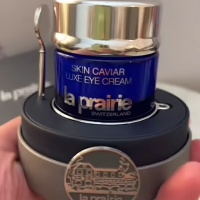 SKIN CAVIAR
LUXE EYE CREAM
la prairie
SWITZERLAND
la prairie